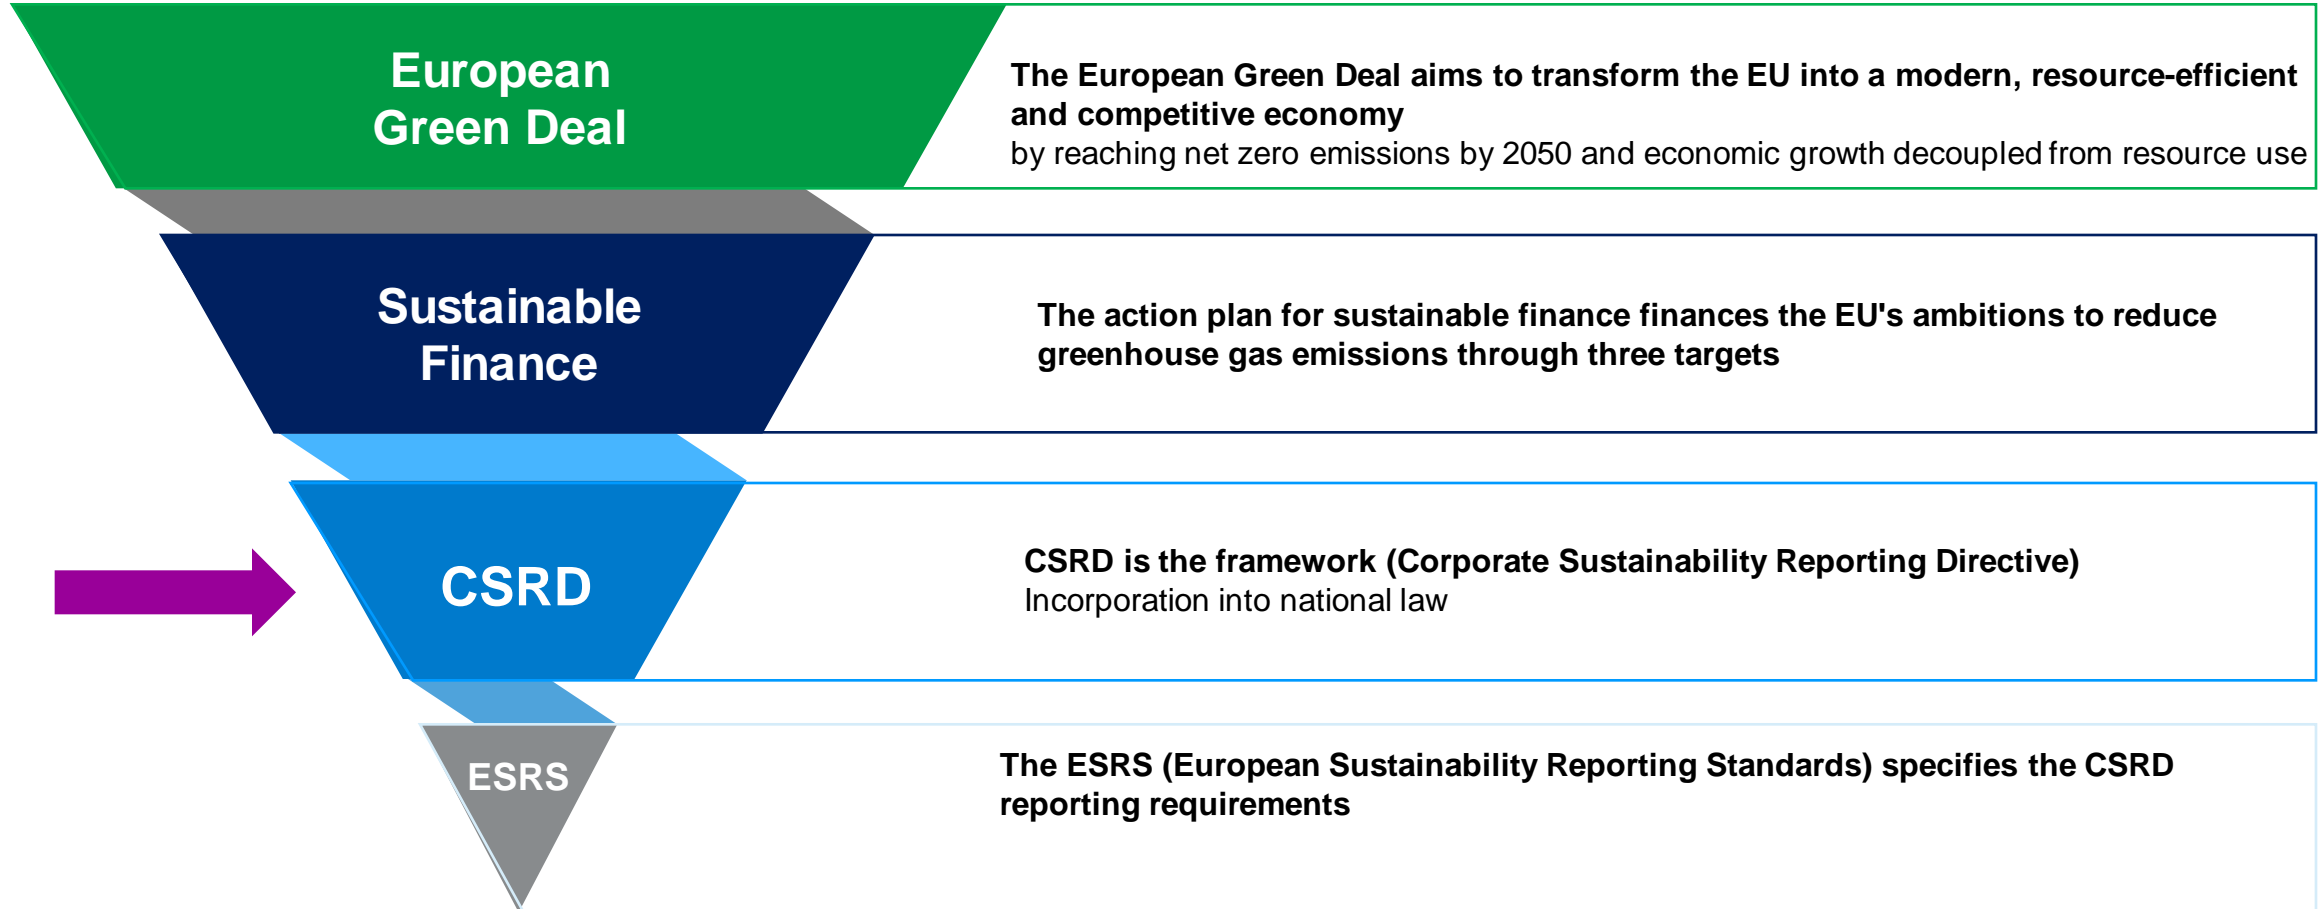 European
Green Deal
The European Green Deal aims to transform the EU into a modern, resource-efficient
and competitive economy
by reaching net zero emissions by 2050 and economic growth decoupled from resource use
Sustainable
Finance
The action plan for sustainable finance finances the EU's ambitions to reduce
greenhouse gas emissions through three targets
CSRD
CSRD is the framework (Corporate Sustainability Reporting Directive)
Incorporation into national law
ESRS
The ESRS (European Sustainability Reporting Standards) specifies the CSRD
reporting requirements